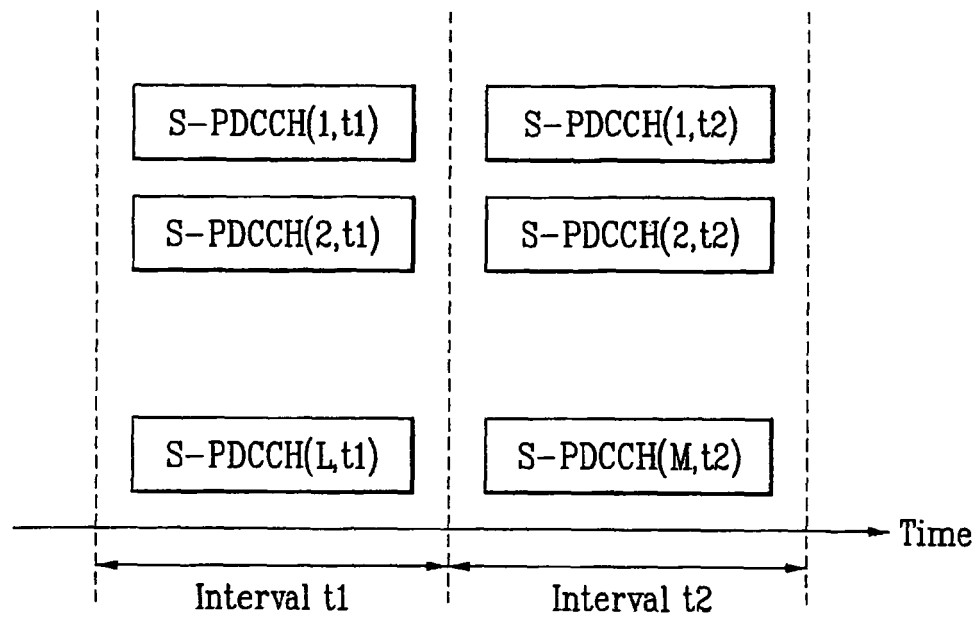 S-PDCCH(1,t1) S-PDCCH(1,t2)
S-PDCCH(2,t1) S-PDCCH(2,t2)
S-PDCCH(L,t1) S-PDCCH(M,t2)
Time
Interval t1 Interval t2